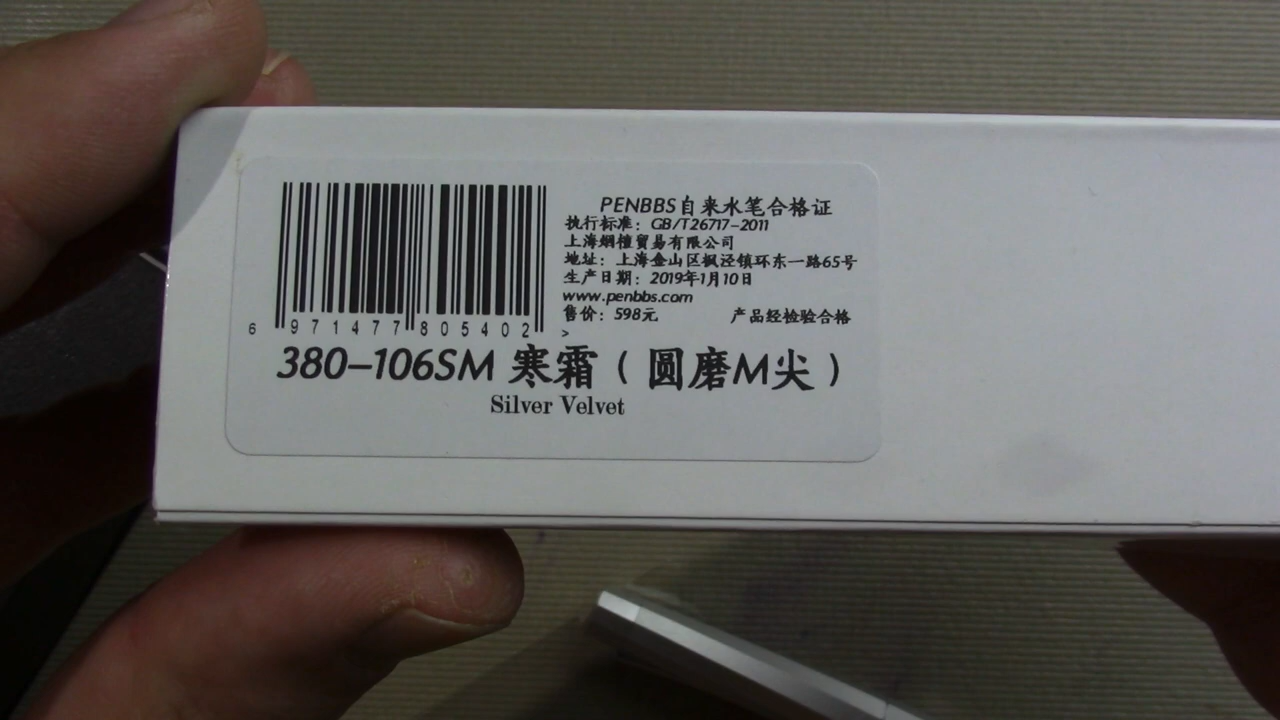 PENBBS自来水笔合格证
执行标准：GB/T26717-2011
上海烟檀贸易有限公司
地址：上海金山区枫泾镇环东一路65号
生产日期：2019年1月10日
www.penbbs.com
售价：598元 产品经检验合格
6 971477 805402 >
380-106SM 寒霜（圆磨M尖）
Silver Velvet